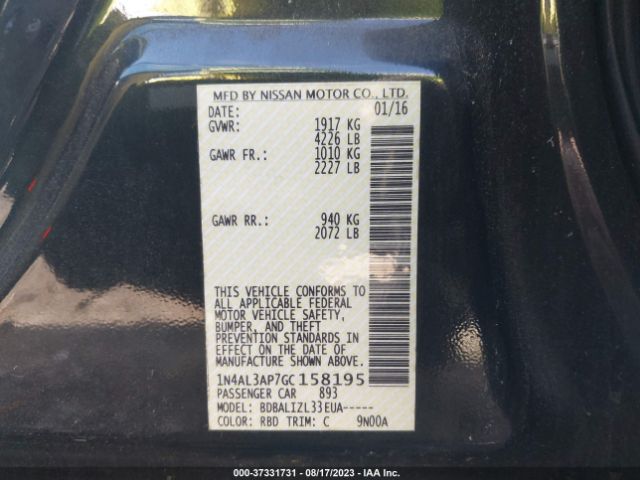 MFD BY NISSAN MOTOR CO., LTD.
DATE: 01/16
GVWR: 1917 KG
4226 LB
GAWR FR.: 1010 KG
2227 LB
GAWR RR.: 940 KG
2072 LB
THIS VEHICLE CONFORMS TO
ALL APPLICABLE FEDERAL
MOTOR VEHICLE SAFETY,
BUMPER, AND THEFT
PREVENTION STANDARDS IN
EFFECT ON THE DATE OF
MANUFACTURE SHOWN ABOVE.
1N4AL3AP7GC158195
PASSENGER CAR 893
MODEL: BDBALIZL33EUA-----
COLOR: RBD TRIM: C 9N00A
000-37331731 - 08/17/2023 - IAA Inc.